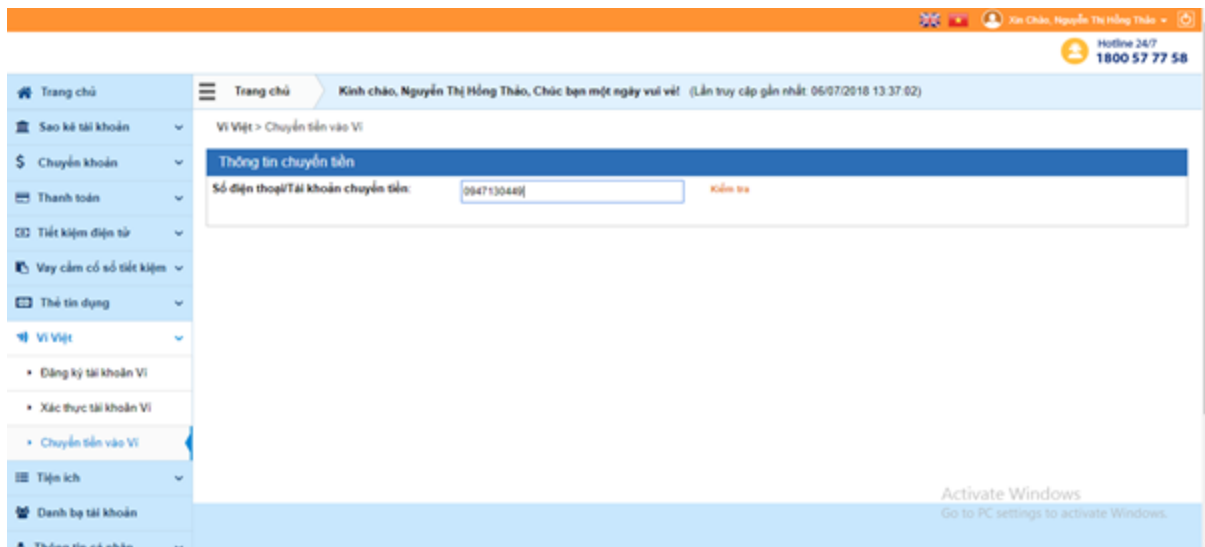 Xin Chào, Nguyễn Thị Hồng Thảo
Hotline 24/7
1800 57 77 58
Trang chủ
Trang chủ
Kính chào, Nguyễn Thị Hồng Thảo, Chúc bạn một ngày vui vẻ! (Lần truy cập gần nhất: 06/07/2018 13:37:02)
Sao kê tài khoản
Ví Việt > Chuyển tiền vào Ví
Chuyển khoản
Thông tin chuyển tiền
Số điện thoại/Tài khoản chuyển tiền:
0947130449
Kiểm tra
Thanh toán
Tiết kiệm điện tử
Vay cầm cố sổ tiết kiệm
Thẻ tín dụng
Ví Việt
Đăng ký tài khoản Ví
Xác thực tài khoản Ví
Chuyển tiền vào Ví
Tiện ích
Danh bạ tài khoản
Thông tin cá nhân
Activate Windows
Go to PC settings to activate Windows.